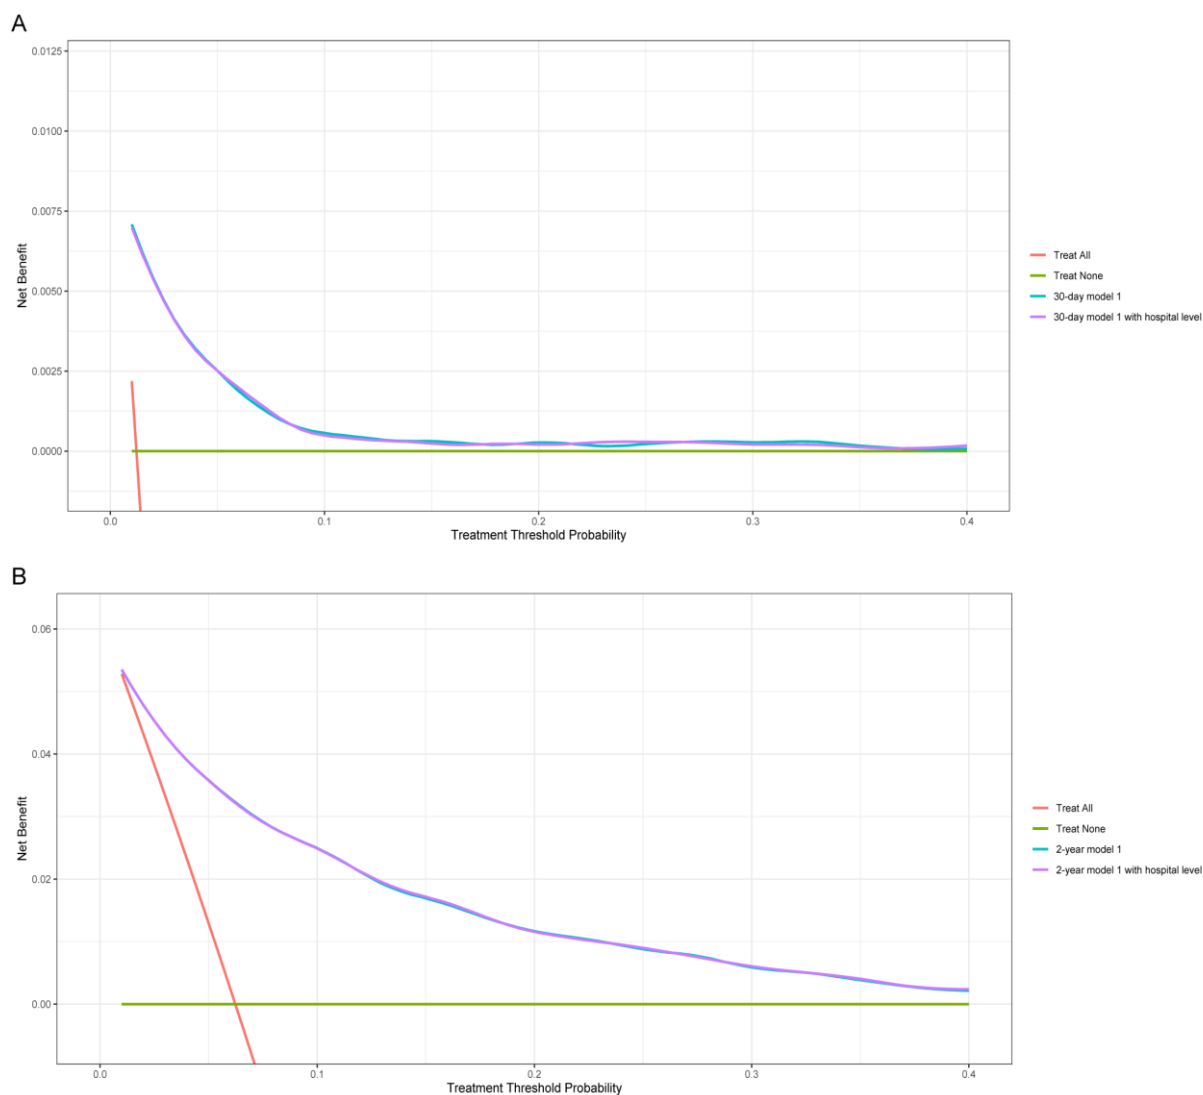 A
0.0125
0.0100
0.0075
0.0050
0.0025
0.0000
Net Benefit
0.0 0.1 0.2 0.3 0.4
Treatment Threshold Probability
Treat All
Treat None
30-day model 1
30-day model 1 with hospital level
B
0.06
0.04
0.02
0.00
Net Benefit
0.0 0.1 0.2 0.3 0.4
Treatment Threshold Probability
Treat All
Treat None
2-year model 1
2-year model 1 with hospital level